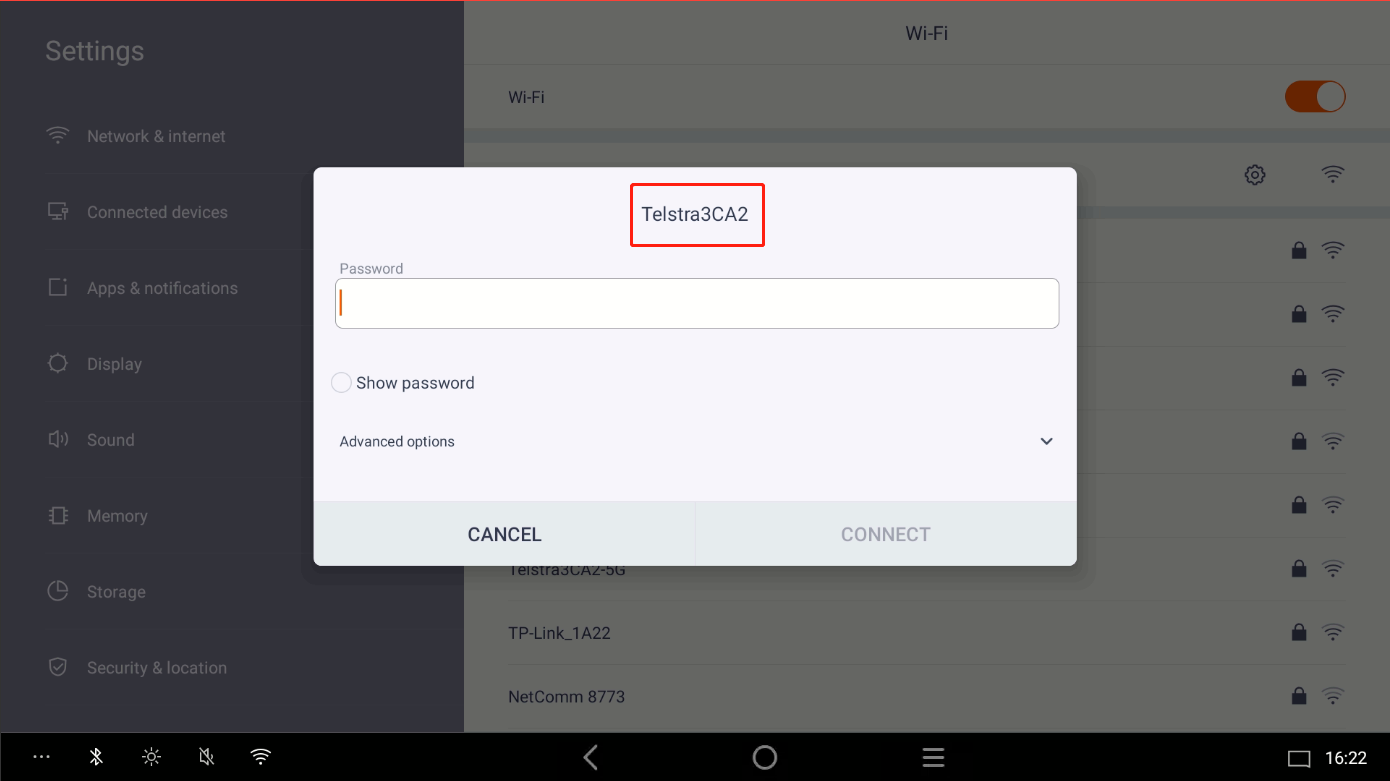 Settings
Network & internet
Connected devices
Apps & notifications
Display
Sound
Memory
Storage
Security & location
Wi-Fi
Wi-Fi
Telstra3CA2
Password
Show password
Advanced options
CANCEL
CONNECT
Telstra3CA2-5G
TP-Link_1A22
NetComm 8773
16:22